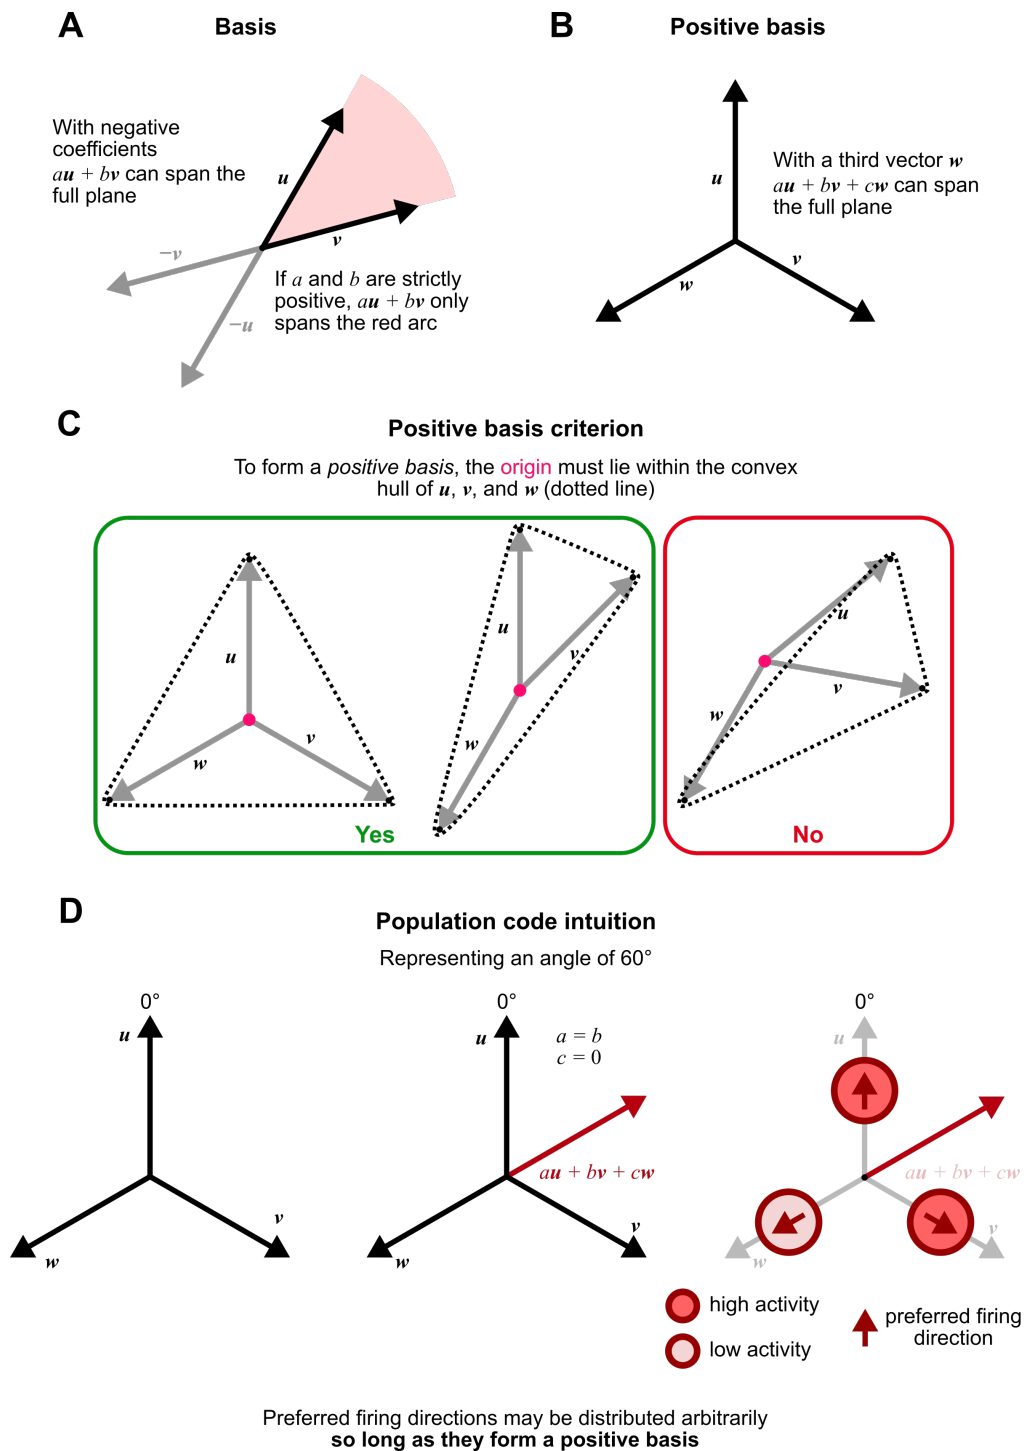 A
Basis
With negative
coefficients
au + bv can span the
full plane
u
v
−v
−u
If a and b are strictly
positive, au + bv only
spans the red arc
B
Positive basis
u
With a third vector w
au + bv + cw can span
the full plane
v
w
C
Positive basis criterion
To form a positive basis, the origin must lie within the convex
hull of u, v, and w (dotted line)
u
v
w
u
v
w
Yes
u
v
w
No
D
Population code intuition
Representing an angle of 60°
0°
u
v
w
0°
u
a = b
c = 0
au + bv + cw
v
w
0°
u
au + bv + cw
v
w
high activity
low activity
preferred firing
direction
Preferred firing directions may be distributed arbitrarily
so long as they form a positive basis